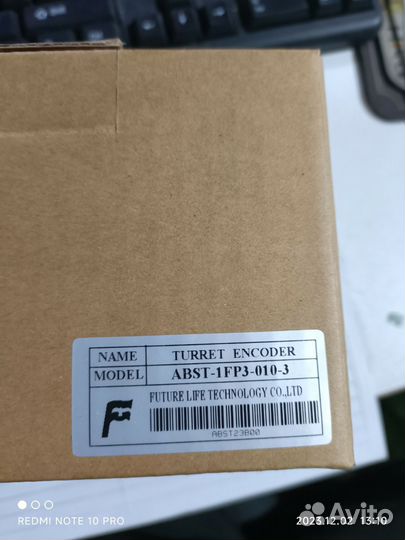 NAME TURRET ENCODER
MODEL ABST-1FP3-010-3
FUTURE LIFE TECHNOLOGY CO.,LTD
ABST23B00
REDMI NOTE 10 PRO
2023.12.02 13:10
Avito